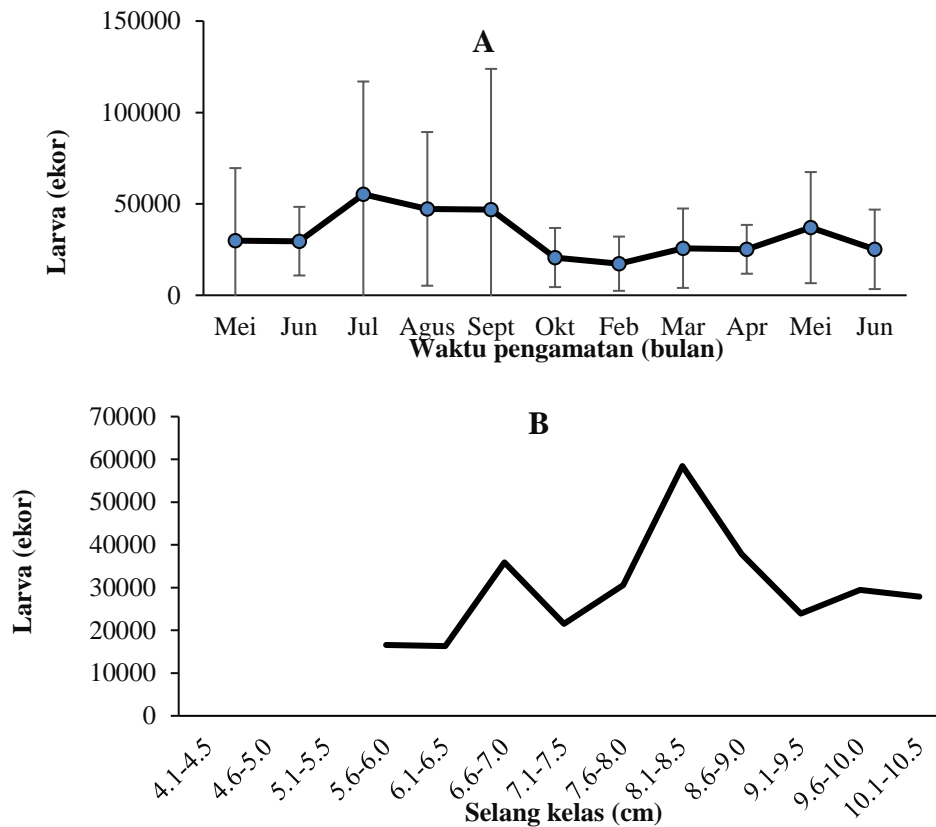 A
150000
100000
50000
0
Larva (ekor)
Mei Jun Jul Agus Sept Okt Feb Mar Apr Mei Jun
Waktu pengamatan (bulan)
B
70000
60000
50000
40000
30000
20000
10000
0
Larva (ekor)
4.1-4.5 4.6-5.0 5.1-5.5 5.6-6.0 6.1-6.5 6.6-7.0 7.1-7.5 7.6-8.0 8.1-8.5 8.6-9.0 9.1-9.5 9.6-10.0 10.1-10.5
Selang kelas (cm)